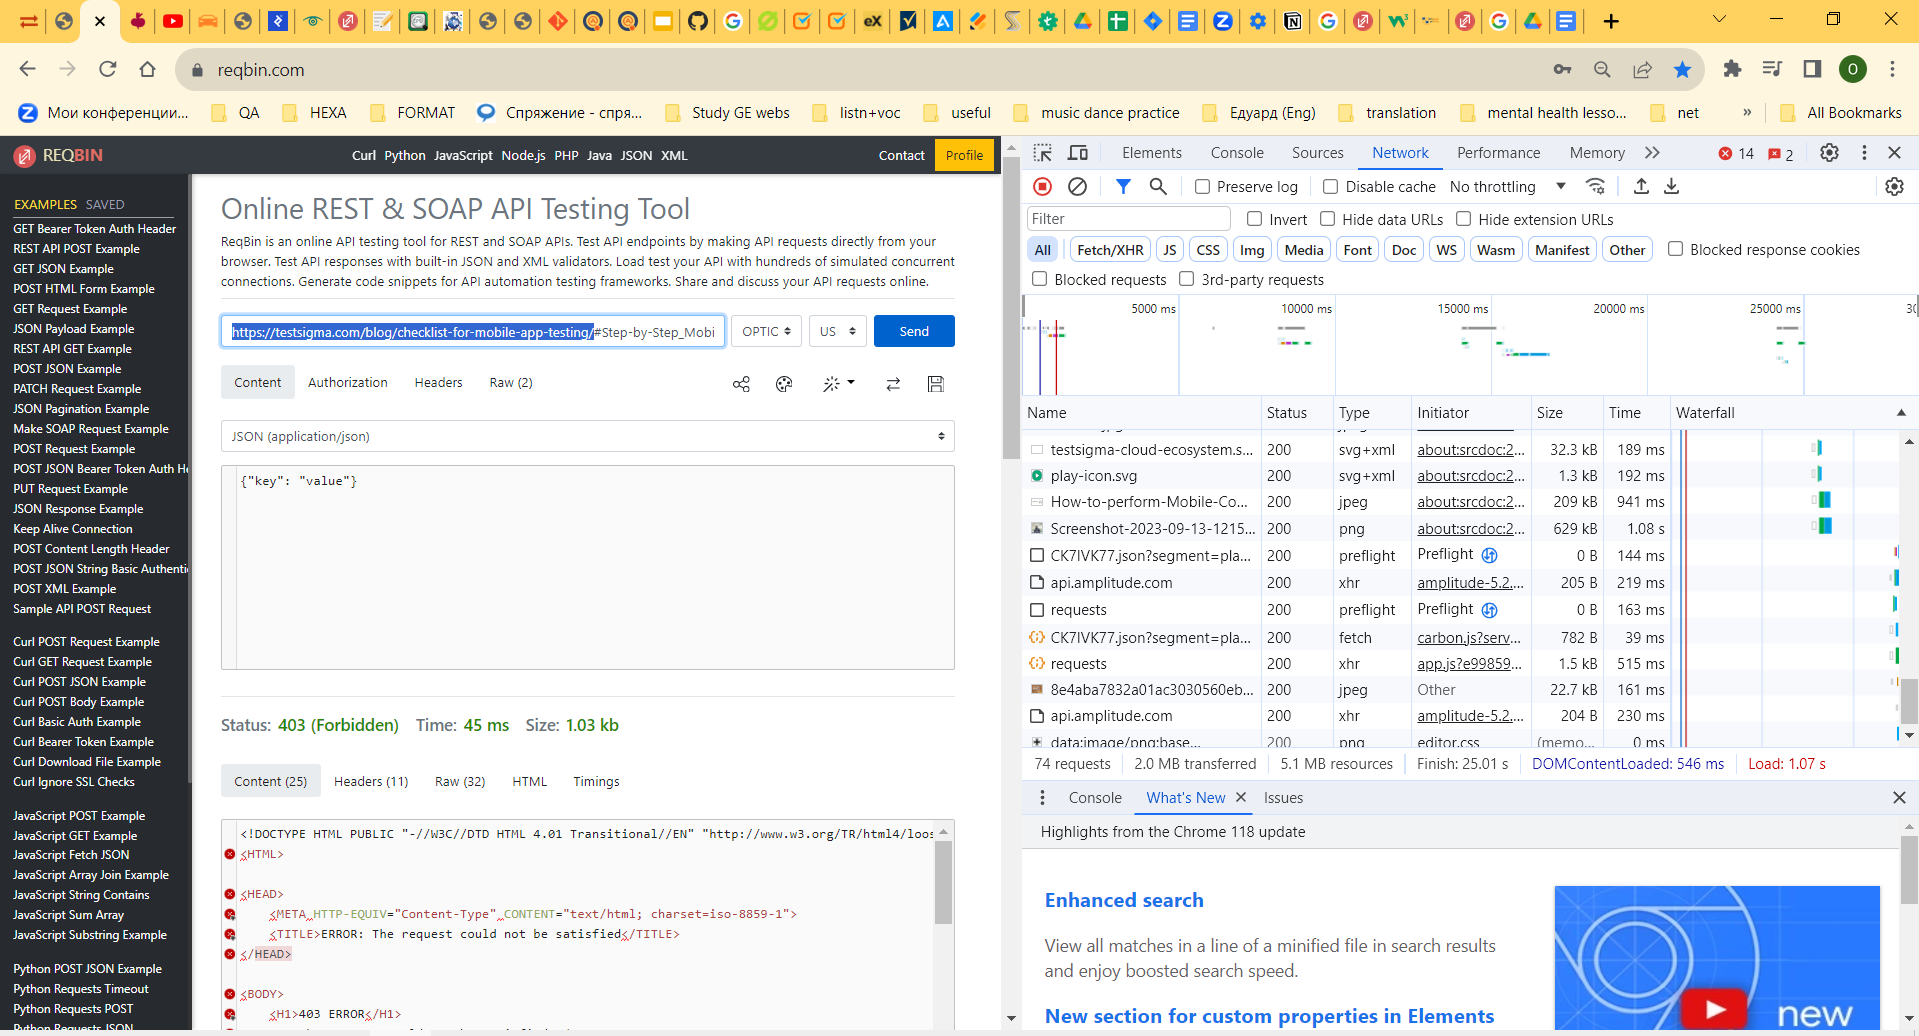 reqbin.com
Мои конференции...
QA
HEXA
FORMAT
Спряжение - спря...
Study GE webs
listn+voc
useful
music dance practice
Едуард (Eng)
translation
mental health lesso...
net
»
All Bookmarks
REQBIN
Curl Python JavaScript Node.js PHP Java JSON XML
Contact
Profile
EXAMPLES SAVED
GET Bearer Token Auth Header
REST API POST Example
GET JSON Example
POST HTML Form Example
GET Request Example
JSON Payload Example
REST API GET Example
POST JSON Example
PATCH Request Example
JSON Pagination Example
Make SOAP Request Example
POST Request Example
POST JSON Bearer Token Auth He
PUT Request Example
JSON Response Example
Keep Alive Connection
POST Content Length Header
POST JSON String Basic Authenti
POST XML Example
Sample API POST Request
Curl POST Request Example
Curl GET Request Example
Curl POST JSON Example
Curl POST Body Example
Curl Basic Auth Example
Curl Bearer Token Example
Curl Download File Example
Curl Ignore SSL Checks
JavaScript POST Example
JavaScript GET Example
JavaScript Fetch JSON
JavaScript Array Join Example
JavaScript String Contains
JavaScript Sum Array
JavaScript Substring Example
Python POST JSON Example
Python Requests Timeout
Python Requests POST
Python Requests JSON
Online REST & SOAP API Testing Tool
ReqBin is an online API testing tool for REST and SOAP APIs. Test API endpoints by making API requests directly from your
browser. Test API responses with built-in JSON and XML validators. Load test your API with hundreds of simulated concurrent
connections. Generate code snippets for API automation testing frameworks. Share and discuss your API requests online.
https://testsigma.com/blog/checklist-for-mobile-app-testing/#Step-by-Step_Mobi
OPTIC
US
Send
Content
Authorization
Headers
Raw (2)
JSON (application/json)
{"key": "value"}
Status: 403 (Forbidden) Time: 45 ms Size: 1.03 kb
Content (25)
Headers (11)
Raw (32)
HTML
Timings
<!DOCTYPE HTML PUBLIC "-//W3C//DTD HTML 4.01 Transitional//EN" "http://www.w3.org/TR/html4/loos
<HTML>
<HEAD>
<META HTTP-EQUIV="Content-Type" CONTENT="text/html; charset=iso-8859-1">
<TITLE>ERROR: The request could not be satisfied</TITLE>
</HEAD>
<BODY>
<H1>403 ERROR</H1>
Elements
Console
Sources
Network
Performance
Memory
14
2
Preserve log
Disable cache
No throttling
Filter
Invert
Hide data URLs
Hide extension URLs
All
Fetch/XHR
JS
CSS
Img
Media
Font
Doc
WS
Wasm
Manifest
Other
Blocked response cookies
Blocked requests
3rd-party requests
5000 ms
10000 ms
15000 ms
20000 ms
25000 ms
Name Status Type Initiator Size Time Waterfall
testsigma-cloud-ecosystem.s... 200 svg+xml about:srcdoc:2... 32.3 kB 189 ms
play-icon.svg 200 svg+xml about:srcdoc:2... 1.3 kB 192 ms
How-to-perform-Mobile-Co... 200 jpeg about:srcdoc:2... 209 kB 941 ms
Screenshot-2023-09-13-1215... 200 png about:srcdoc:2... 629 kB 1.08 s
CK7IVK77.json?segment=pla... 200 preflight Preflight 0 B 144 ms
api.amplitude.com 200 xhr amplitude-5.2.... 205 B 219 ms
requests 200 preflight Preflight 0 B 163 ms
CK7IVK77.json?segment=pla... 200 fetch carbon.js?serv... 782 B 39 ms
requests 200 xhr app.js?e99859... 1.5 kB 515 ms
8e4aba7832a01ac3030560eb... 200 jpeg Other 22.7 kB 161 ms
api.amplitude.com 200 xhr amplitude-5.2.... 204 B 230 ms
data:image/png;base... 200 png editor.css (memo... 0 ms
74 requests
2.0 MB transferred
5.1 MB resources
Finish: 25.01 s
DOMContentLoaded: 546 ms
Load: 1.07 s
Console
What's New
Issues
Highlights from the Chrome 118 update
Enhanced search
View all matches in a line of a minified file in search results
and enjoy boosted search speed.
New section for custom properties in Elements
new